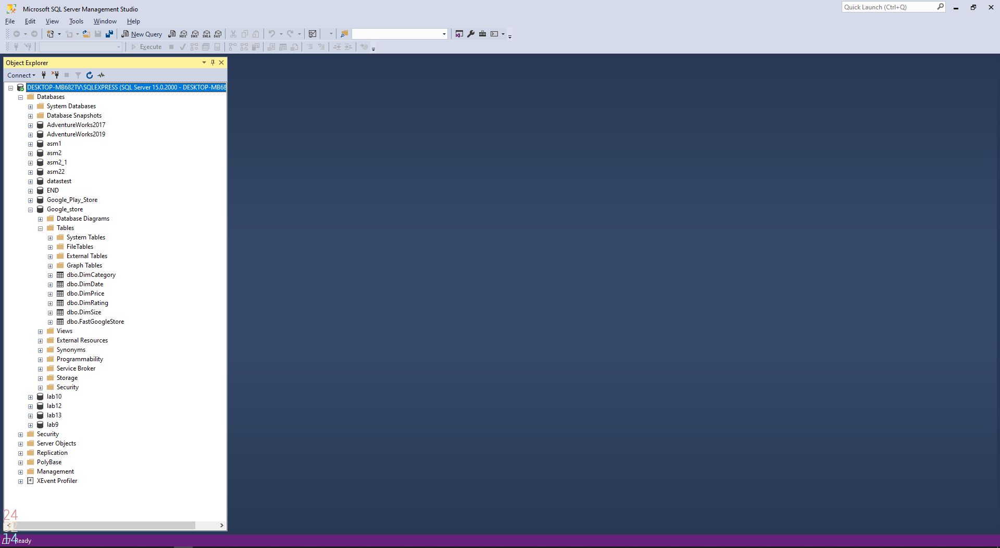 Microsoft SQL Server Management Studio
Quick Launch (Ctrl+Q)
File Edit View Tools Window Help
New Query MDX DMX XMLA DAX
Execute
Object Explorer
Connect
DESKTOP-MB682TV\SQLEXPRESS (SQL Server 15.0.2000 - DESKTOP-MB68
Databases
System Databases
Database Snapshots
AdventureWorks2017
AdventureWorks2019
asm1
asm2
asm2_1
asm22
datastest
END
Google_Play_Store
Google_store
Database Diagrams
Tables
System Tables
FileTables
External Tables
Graph Tables
dbo.DimCategory
dbo.DimDate
dbo.DimPrice
dbo.DimRating
dbo.DimSize
dbo.FastGoogleStore
Views
External Resources
Synonyms
Programmability
Service Broker
Storage
Security
lab10
lab12
lab13
lab9
Security
Server Objects
Replication
PolyBase
Management
XEvent Profiler
24
14
Ready